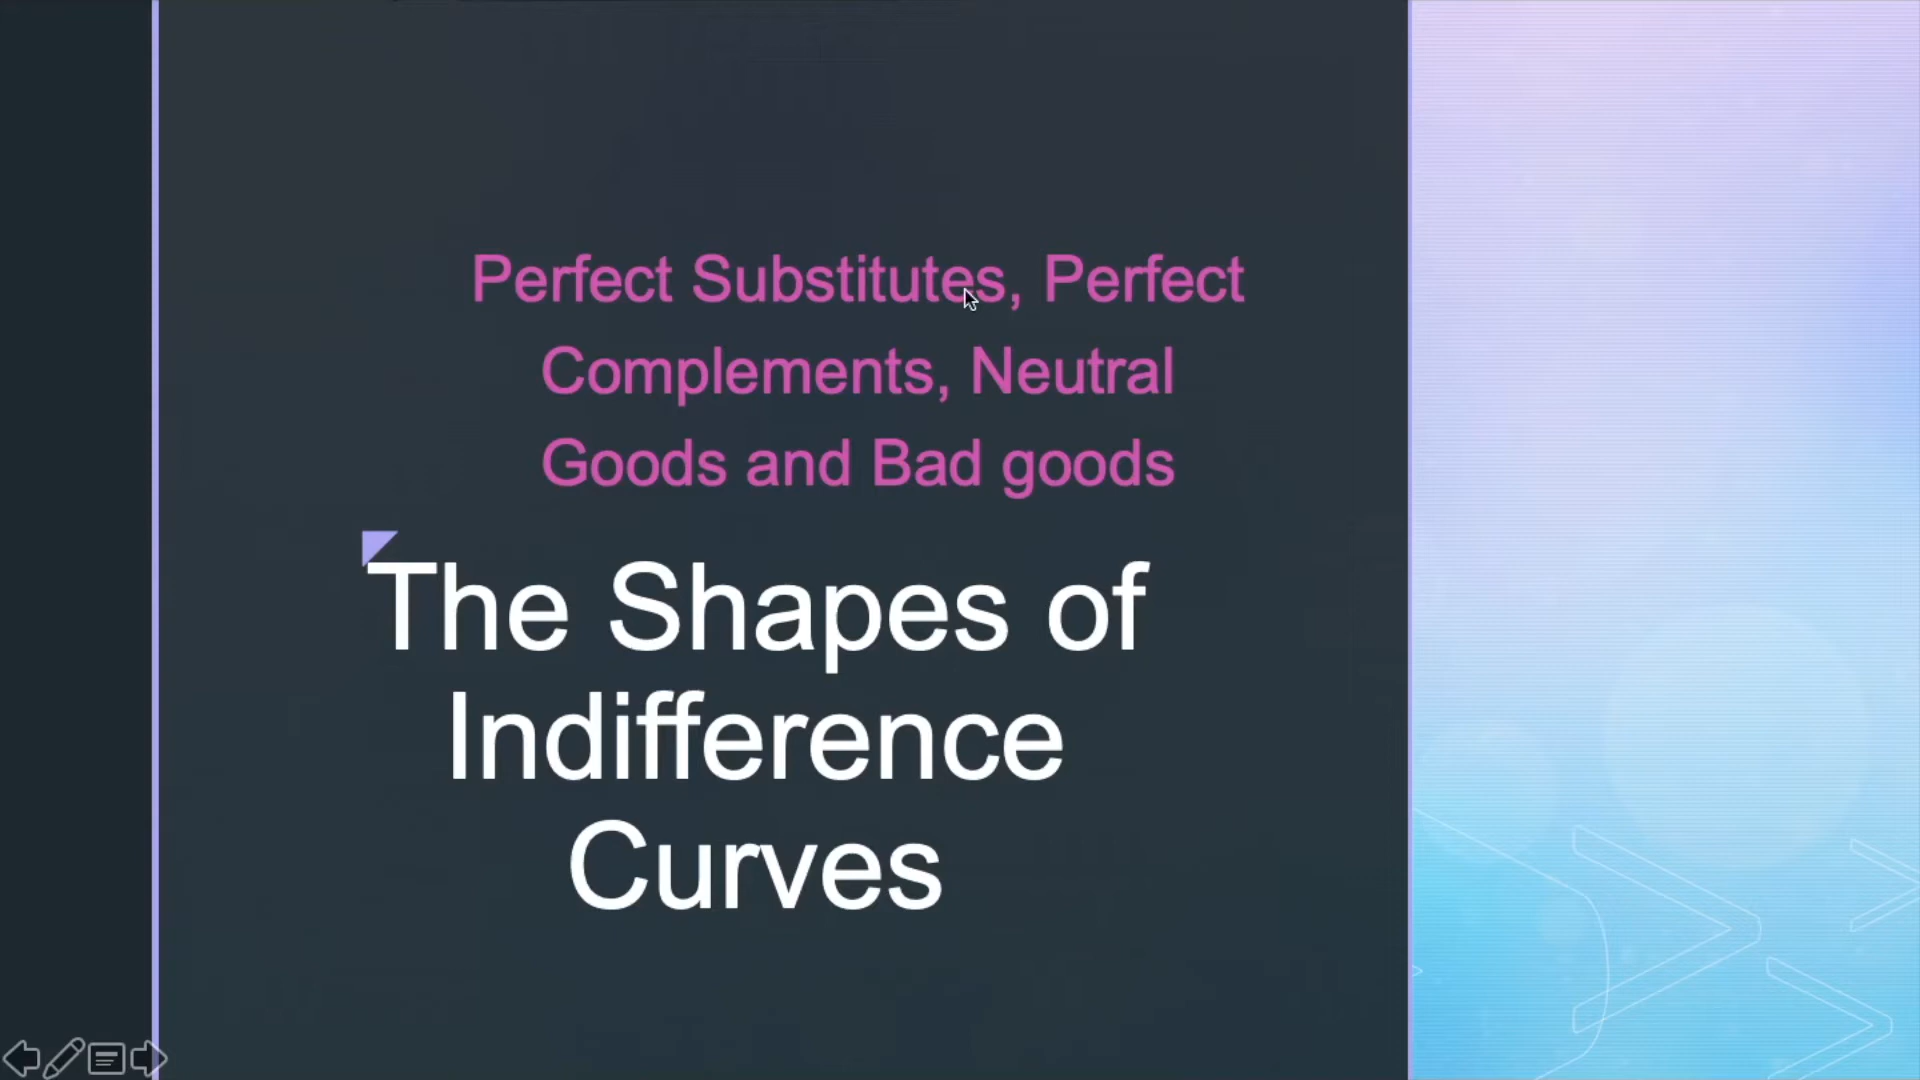 Perfect Substitutes, Perfect
Complements, Neutral
Goods and Bad goods
The Shapes of
Indifference
Curves